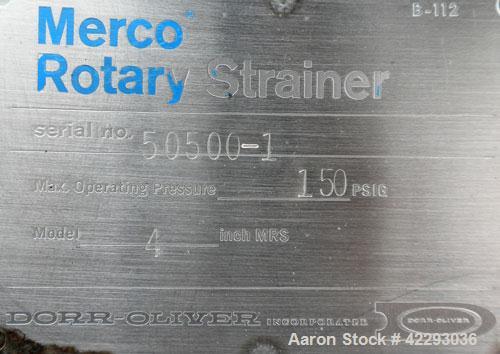 B-112
Merco®
Rotary Strainer
serial no. 50500-1
Max. Operating Pressure 150 PSIG
Model 4 inch MRS
DORR-OLIVER INCORPORATED DORR-OLIVER
Aaron Stock # 42293036